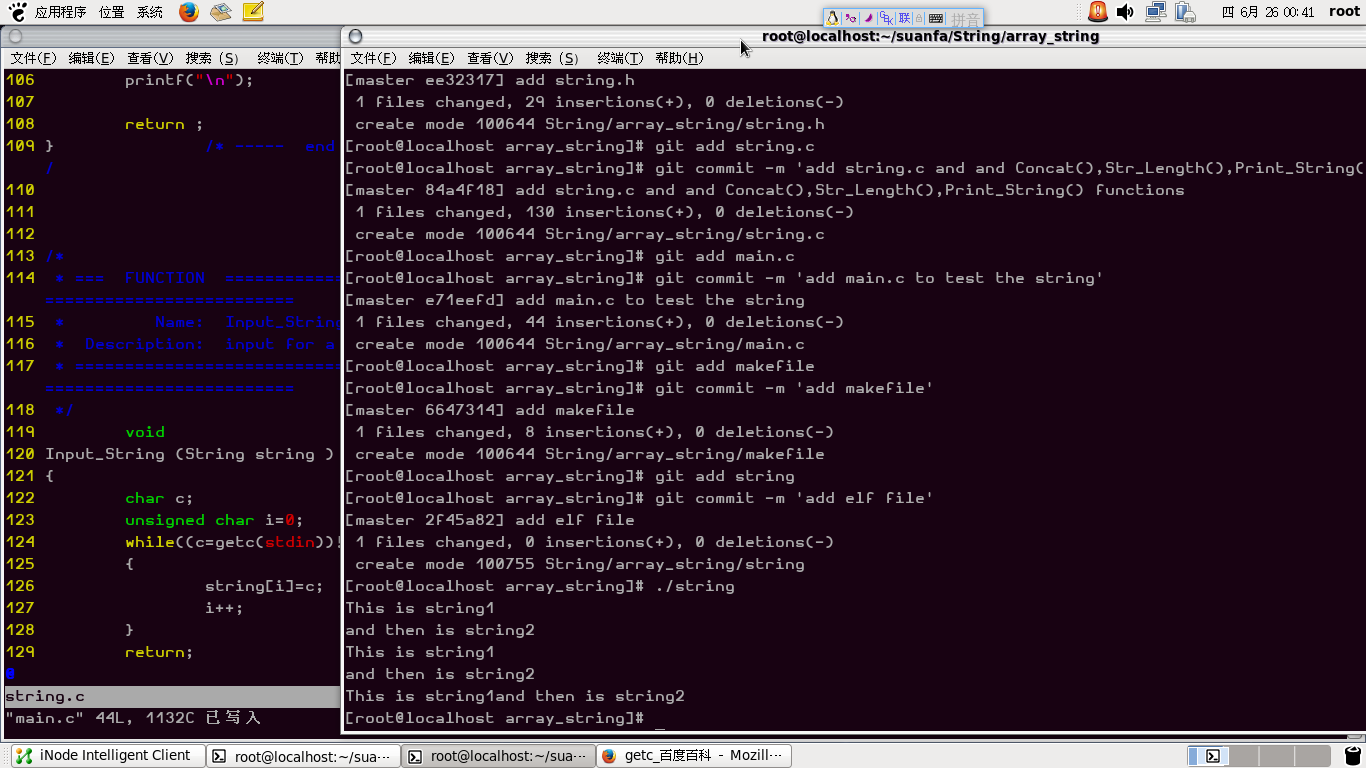 应用程序 位置 系统
联 拼音
四 6月 26 00:41 root
root@localhost:~/suanfa/String/array_string
文件(F) 编辑(E) 查看(V) 搜索 (S) 终端(T) 帮助
106 printf("\n");
107
108 return ;
109 } /* ----- end
/
110
111
112
113 /*
114 * === FUNCTION =============
=========================
115 * Name: Input_String
116 * Description: input for a
117 * ===========================
=========================
118 */
119 void
120 Input_String (String string )
121 {
122 char c;
123 unsigned char i=0;
124 while((c=getc(stdin))!
125 {
126 string[i]=c;
127 i++;
128 }
129 return;
@
string.c
"main.c" 44L, 1132C 已写入
文件(F) 编辑(E) 查看(V) 搜索 (S) 终端(T) 帮助(H)
[master ee32317] add string.h
1 files changed, 29 insertions(+), 0 deletions(-)
create mode 100644 String/array_string/string.h
[root@localhost array_string]# git add string.c
[root@localhost array_string]# git commit -m 'add string.c and and Concat(),Str_Length(),Print_String(
[master 84a4f18] add string.c and and Concat(),Str_Length(),Print_String() functions
1 files changed, 130 insertions(+), 0 deletions(-)
create mode 100644 String/array_string/string.c
[root@localhost array_string]# git add main.c
[root@localhost array_string]# git commit -m 'add main.c to test the string'
[master e71eefd] add main.c to test the string
1 files changed, 44 insertions(+), 0 deletions(-)
create mode 100644 String/array_string/main.c
[root@localhost array_string]# git add makefile
[root@localhost array_string]# git commit -m 'add makefile'
[master 6647314] add makefile
1 files changed, 8 insertions(+), 0 deletions(-)
create mode 100644 String/array_string/makefile
[root@localhost array_string]# git add string
[root@localhost array_string]# git commit -m 'add elf file'
[master 2f45a82] add elf file
1 files changed, 0 insertions(+), 0 deletions(-)
create mode 100755 String/array_string/string
[root@localhost array_string]# ./string
This is string1
and then is string2
This is string1
and then is string2
This is string1and then is string2
[root@localhost array_string]#
iNode Intelligent Client
root@localhost:~/sua···
root@localhost:~/sua···
getc_百度百科 - Mozill···